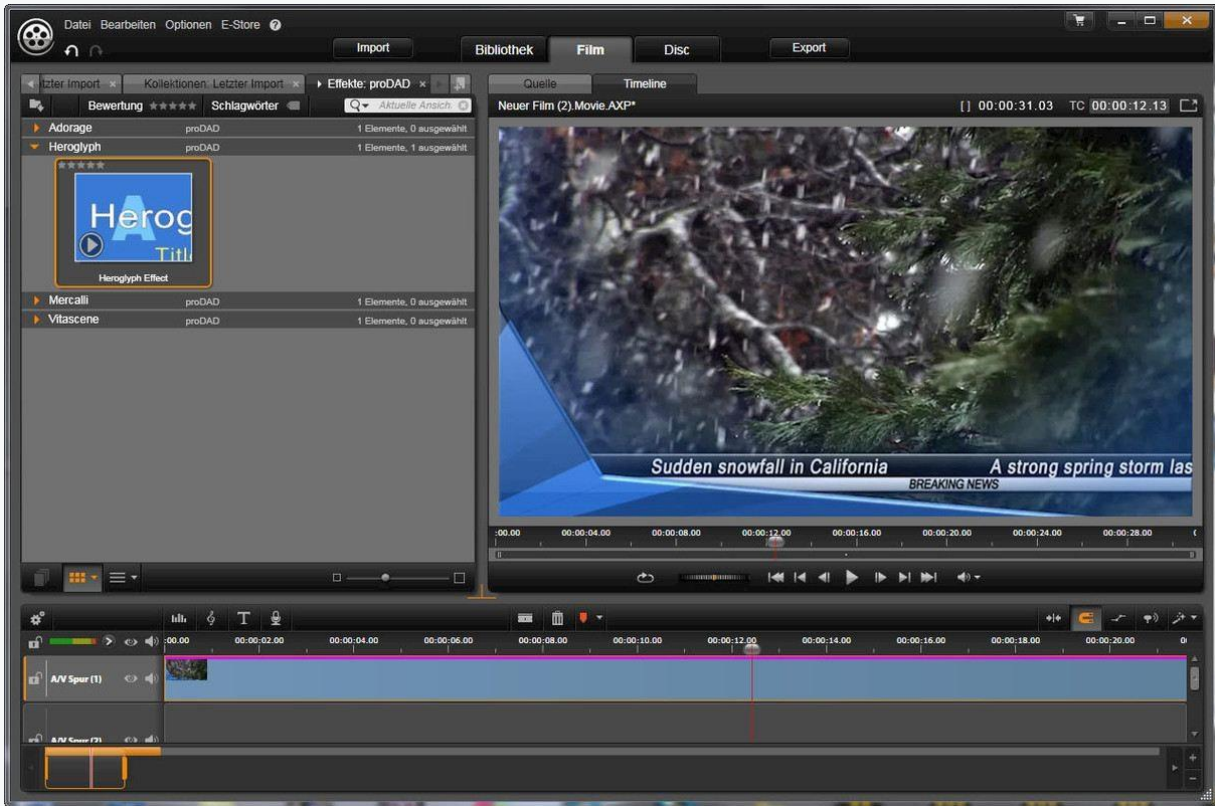 Datei Bearbeiten Optionen E-Store ?
Import
Bibliothek
Film
Disc
Export
tzter Import ×
Kollektionen: Letzter Import ×
Effekte: proDAD ×
Quelle
Timeline
Bewertung
Schlagwörter
Aktuelle Ansich
Neuer Film (2).Movie.AXP*
[ ] 00:00:31.03
TC 00:00:12.13
Adorage proDAD 1 Elemente, 0 ausgewählt
Heroglyph proDAD 1 Elemente, 1 ausgewählt
A
Herog
Title
Heroglyph Effect
Mercalli proDAD 1 Elemente, 0 ausgewählt
Vitascene proDAD 1 Elemente, 0 ausgewählt
Sudden snowfall in California
A strong spring storm las
BREAKING NEWS
:00.00 00:00:04.00 00:00:08.00 00:00:12.00 00:00:16.00 00:00:20.00 00:00:24.00 00:00:28.00
T
:00.00 00:00:02.00 00:00:04.00 00:00:06.00 00:00:08.00 00:00:10.00 00:00:12.00 00:00:14.00 00:00:16.00 00:00:18.00 00:00:20.00
A/V Spur (1)
A/V Spur (2)